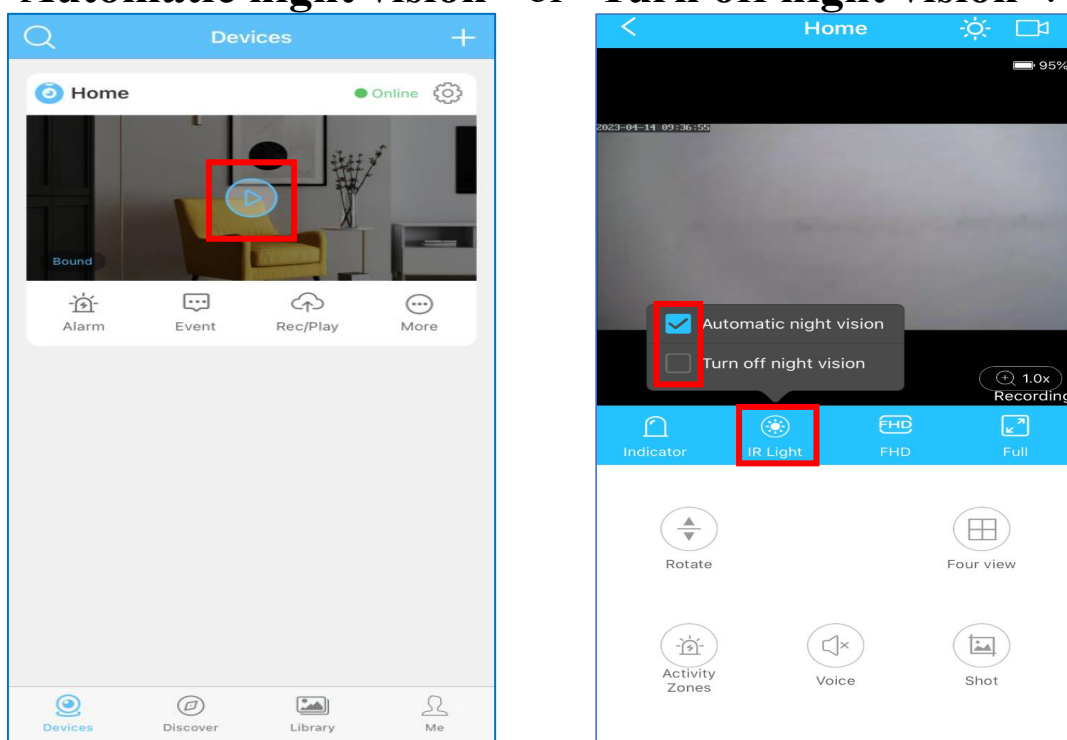 "Automatic night vision" or "Turn off night vision".
Devices
Home
Online
Bound
Alarm
Event
Rec/Play
More
Devices
Discover
Library
Me
Home
95%
2023-04-14 09:36:55
Automatic night vision
Turn off night vision
1.0x
Recording
Indicator
IR Light
FHD
FHD
Full
Rotate
Four view
Activity
Zones
Voice
Shot